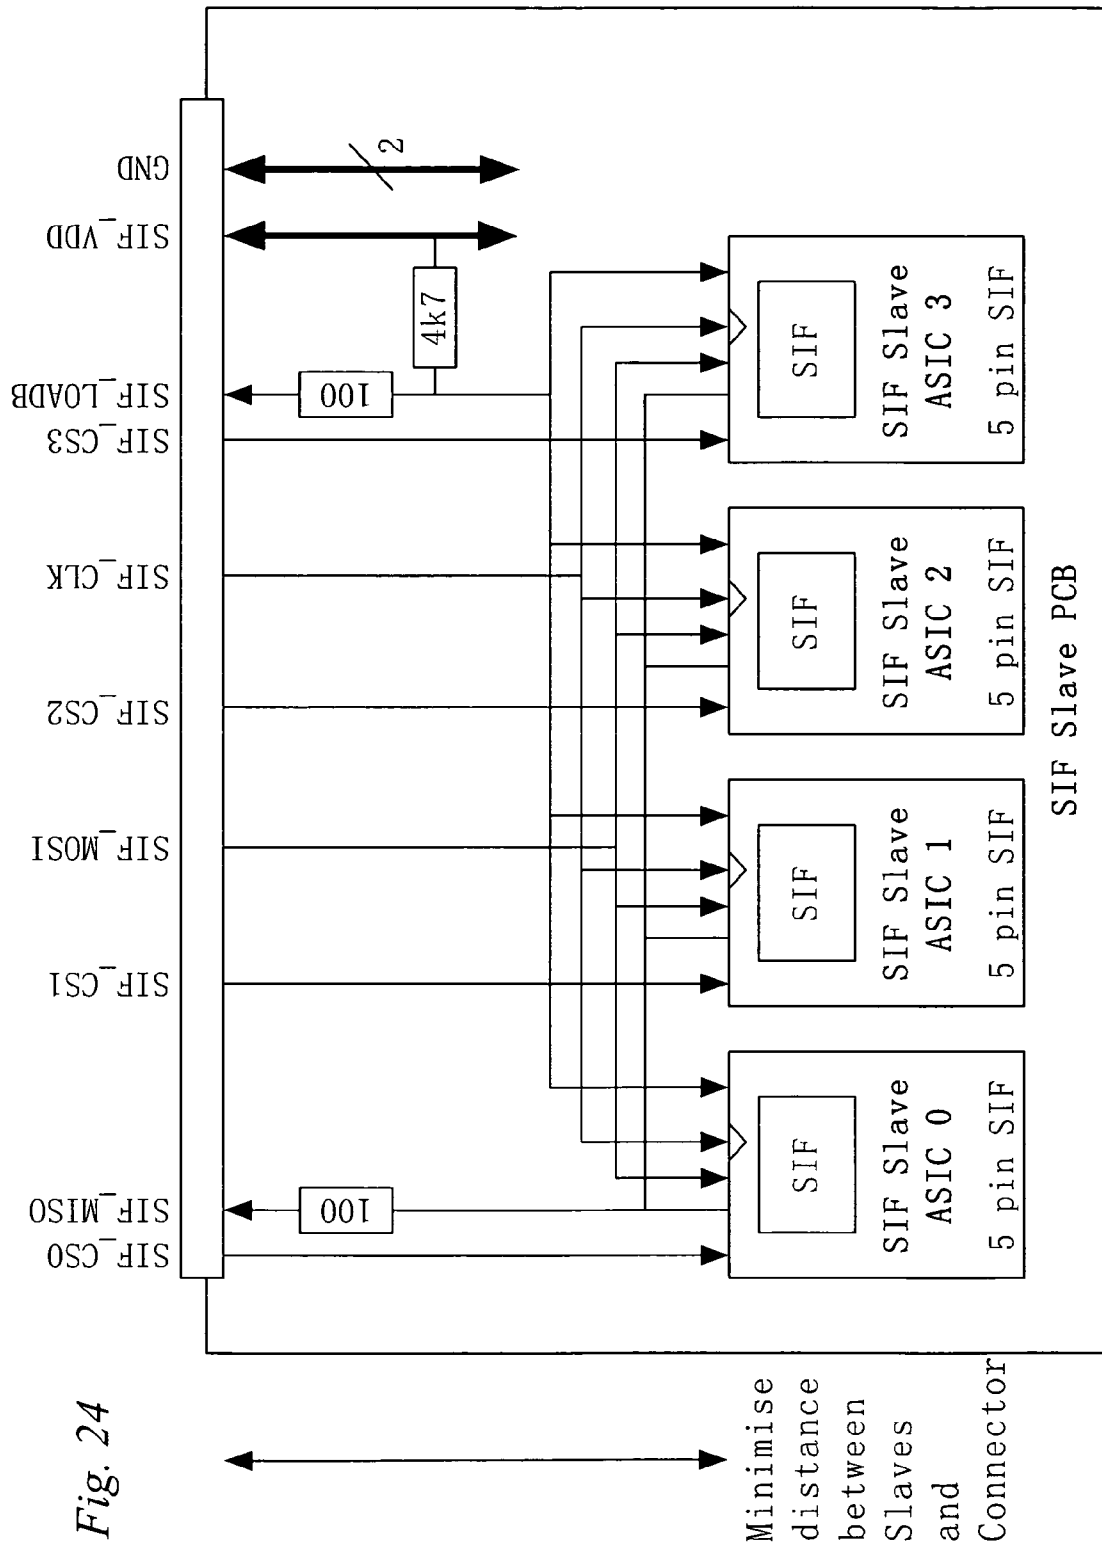 Fig. 24
SIF_CS0
SIF_MISO
SIF_CS1
SIF_MOSI
SIF_CS2
SIF_CLK
SIF_CS3
SIF_LOADB
SIF_VDD
GND
100
100
4k7
2
SIF
SIF Slave
ASIC 0
5 pin SIF
SIF
SIF Slave
ASIC 1
5 pin SIF
SIF
SIF Slave
ASIC 2
5 pin SIF
SIF
SIF Slave
ASIC 3
5 pin SIF
SIF Slave PCB
Minimise
distance
between
Slaves
and
Connector